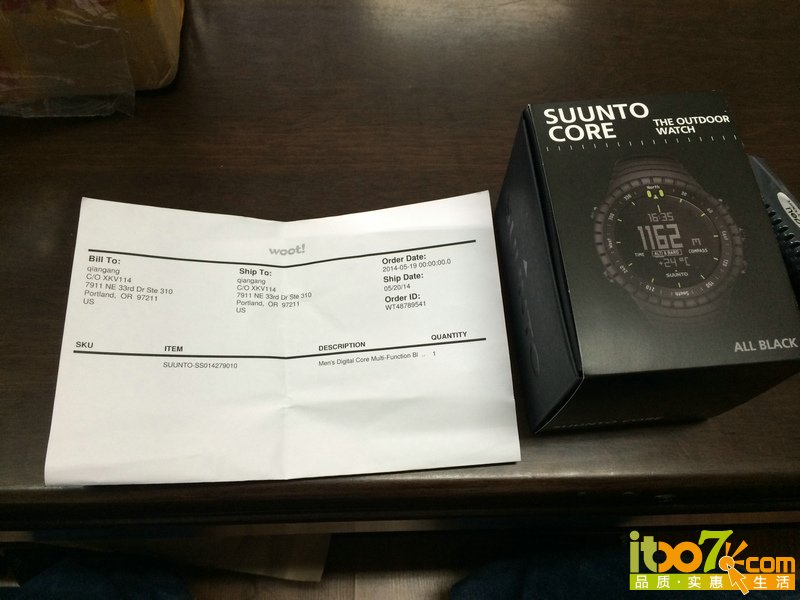 woot!
Bill To:
qiangang
C/O XKV114
7911 NE 33rd Dr Ste 310
Portland, OR 97211
US
Ship To:
qiangang
C/O XKV114
7911 NE 33rd Dr Ste 310
Portland, OR 97211
US
Order Date:
2014-05-19 00:00:00.0
Ship Date:
05/20/14
Order ID:
WT48789541
SKU ITEM DESCRIPTION QUANTITY
SUUNTO-SS014279010 Men's Digital Core Multi-Function Bl .. 1
SUUNTO
CORE
THE OUTDOOR
WATCH
North
16:35
1162 M
TIME ALTI & BARO COMPASS
SUUNTO
South
ALL BLACK
itoo7.com
品质·实惠 生活